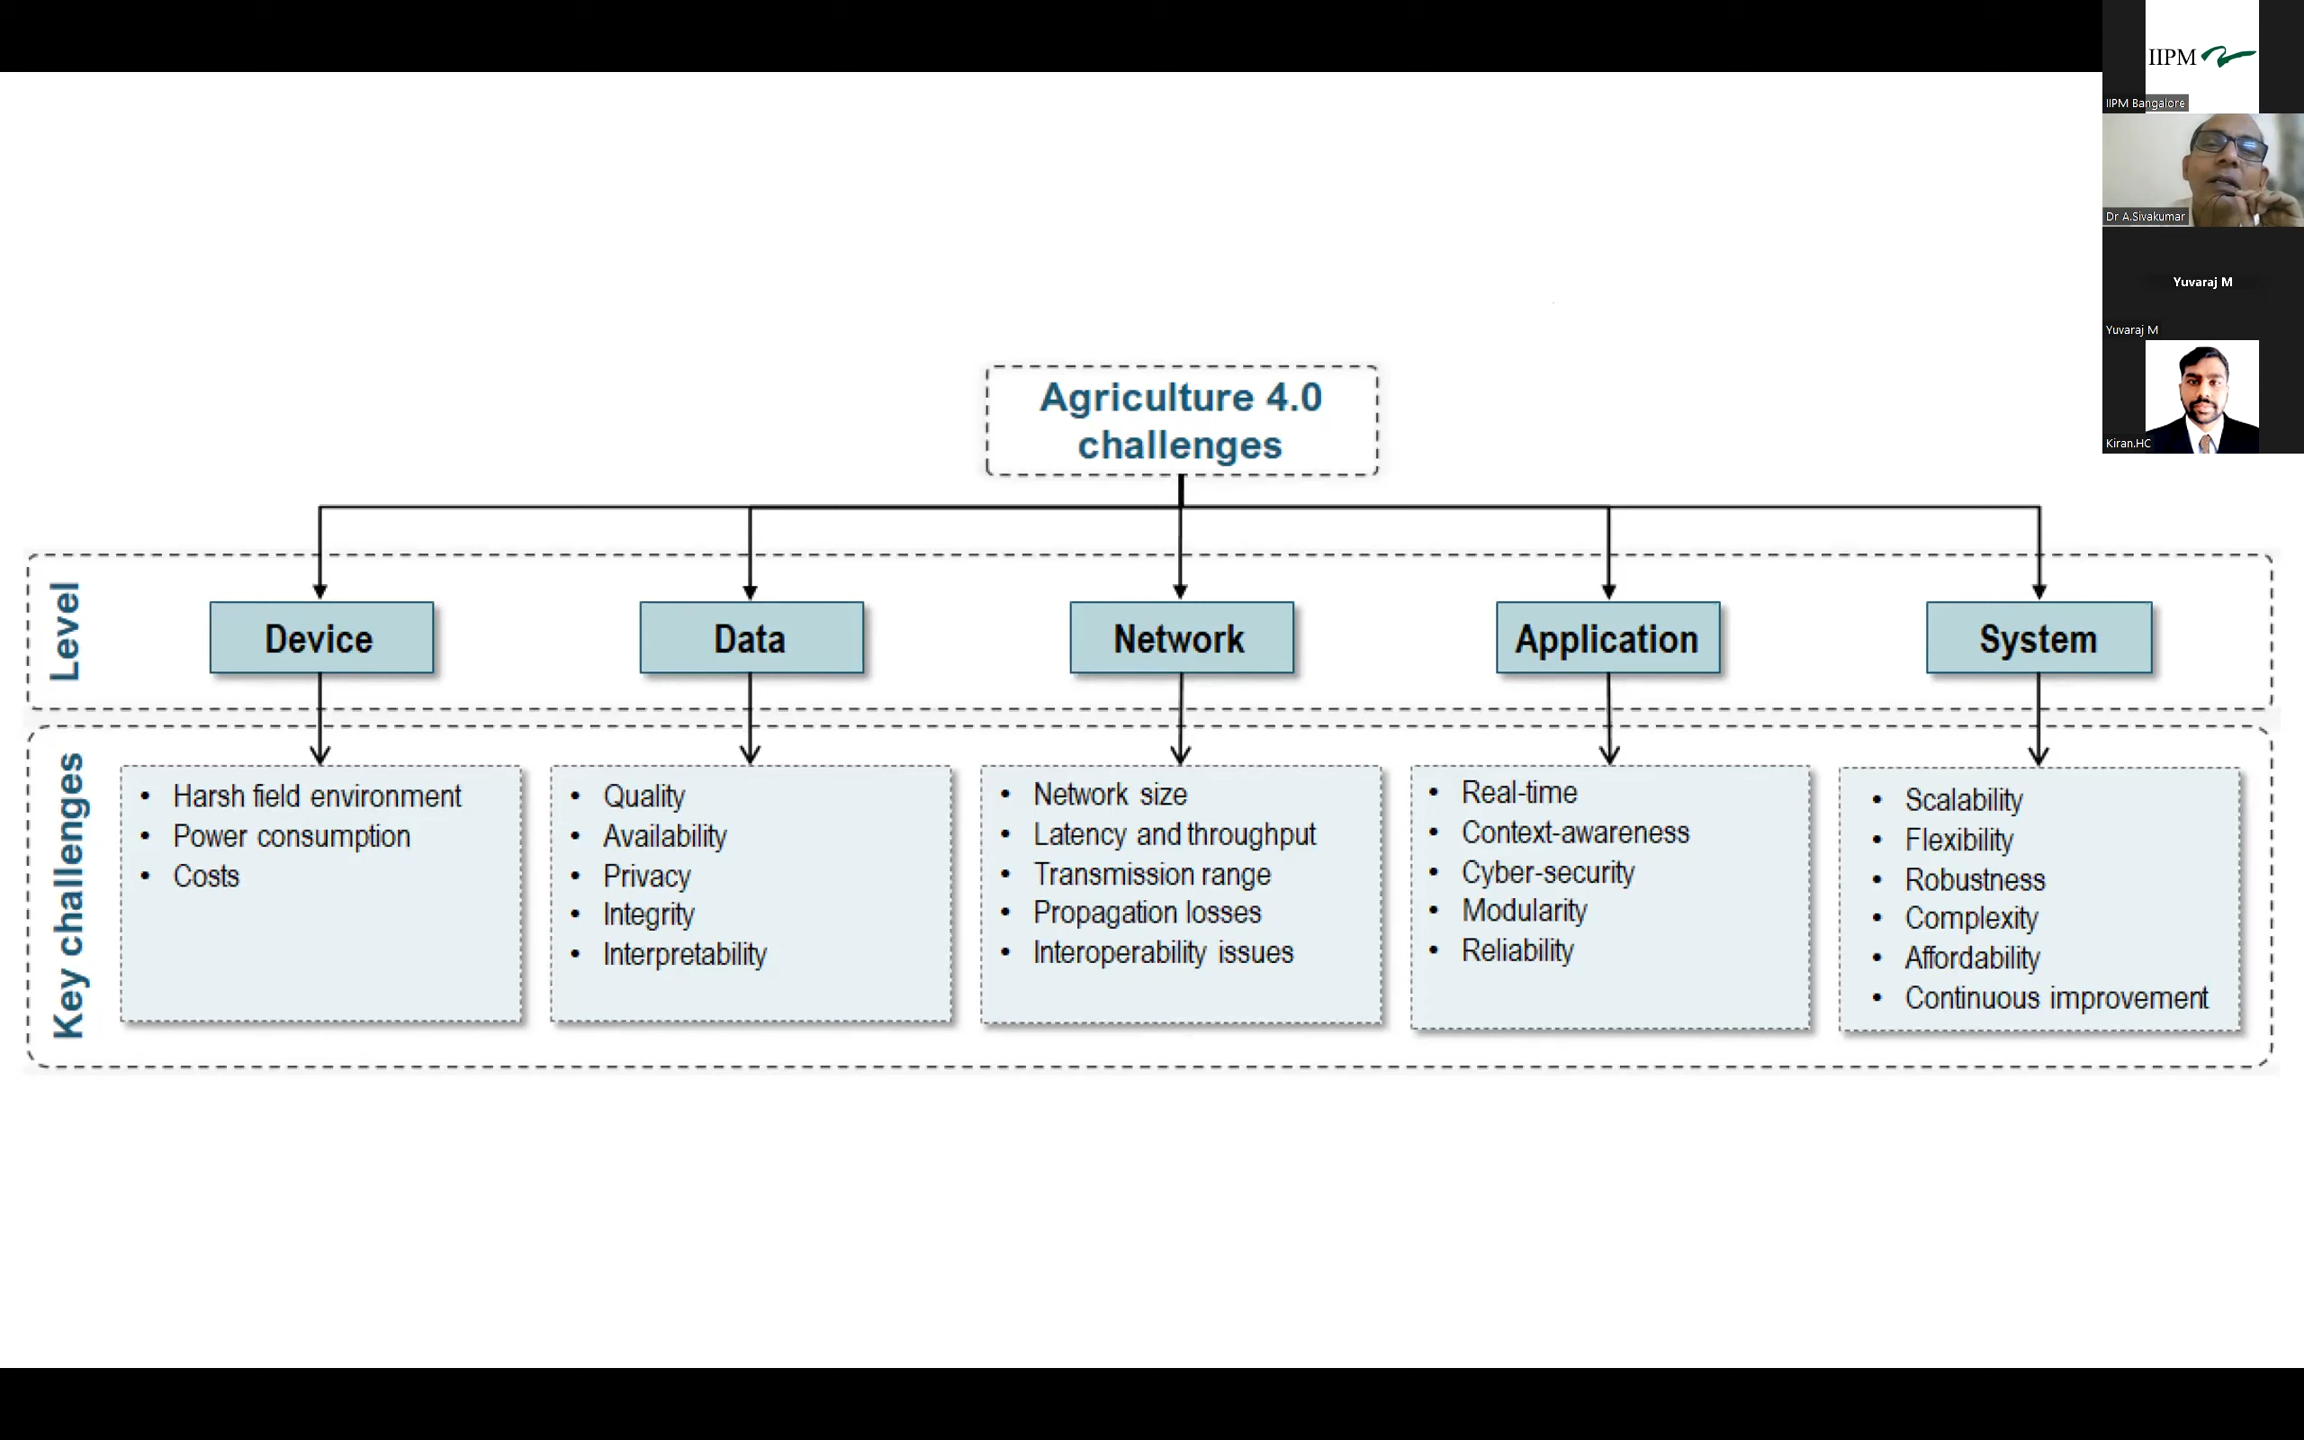 IIPM
IIPM Bangalore
Dr A.Sivakumar
Yuvaraj M
Yuvaraj M
Kiran.HC
Agriculture 4.0
challenges
Level
Device
Data
Network
Application
System
Key challenges
• Harsh field environment
• Power consumption
• Costs
• Quality
• Availability
• Privacy
• Integrity
• Interpretability
• Network size
• Latency and throughput
• Transmission range
• Propagation losses
• Interoperability issues
• Real-time
• Context-awareness
• Cyber-security
• Modularity
• Reliability
• Scalability
• Flexibility
• Robustness
• Complexity
• Affordability
• Continuous improvement